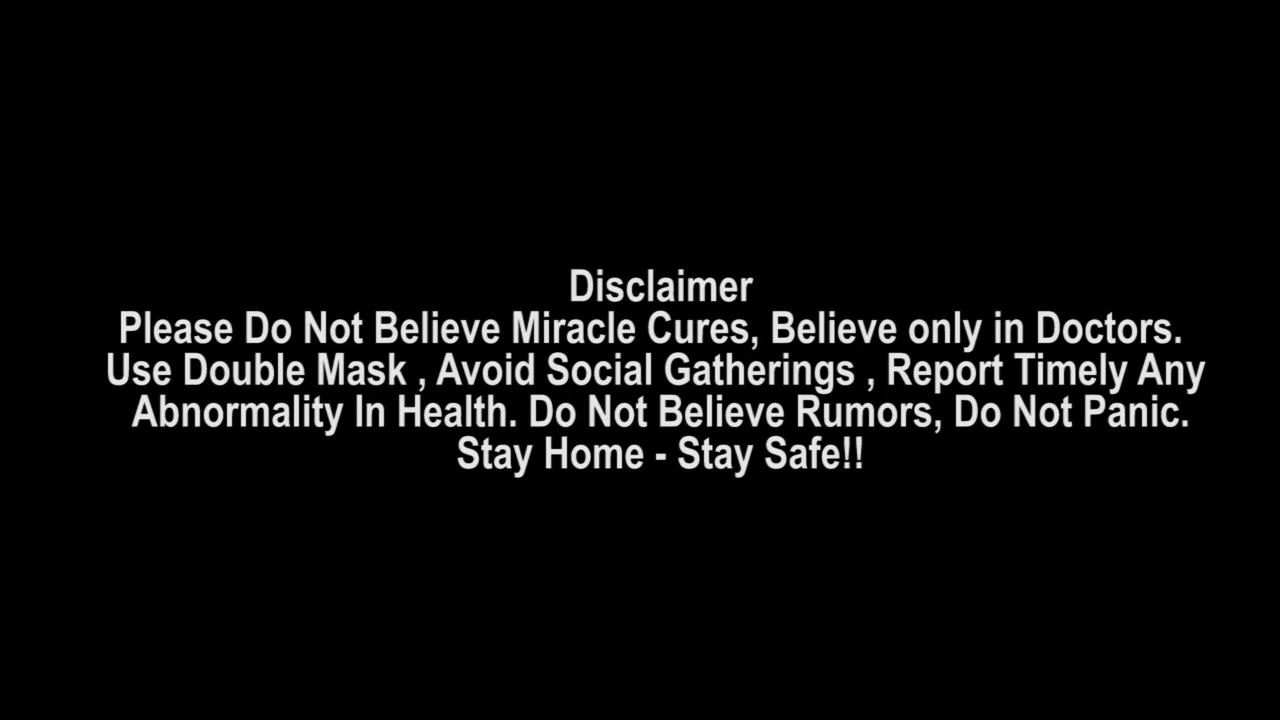 Disclaimer
Please Do Not Believe Miracle Cures, Believe only in Doctors.
Use Double Mask , Avoid Social Gatherings , Report Timely Any
Abnormality In Health. Do Not Believe Rumors, Do Not Panic.
Stay Home - Stay Safe!!